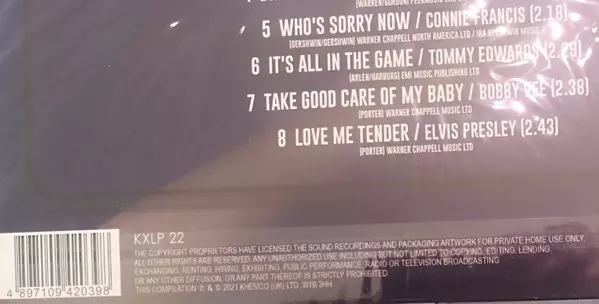 (WARREN/GORDON)
5 WHO'S SORRY NOW / CONNIE FRANCIS (2.18)
(GERSHWIN/GERSHWIN) WARNER CHAPPELL NORTH AMERICA LTD / IRA GERSHWIN MUSIC
6 IT'S ALL IN THE GAME / TOMMY EDWARDS (2.29)
(ARLEN/HARBURG) EMI MUSIC PUBLISHING LTD
7 TAKE GOOD CARE OF MY BABY / BOBBY VEE (2.38)
(PORTER) WARNER CHAPPELL MUSIC LTD
8 LOVE ME TENDER / ELVIS PRESLEY (2.43)
(PORTER) WARNER CHAPPELL MUSIC LTD
KXLP 22
THE COPYRIGHT PROPRIETORS HAVE LICENSED THE SOUND RECORDINGS AND PACKAGING ARTWORK FOR PRIVATE HOME USE ONLY.
ALL OTHER RIGHTS ARE RESERVED. ANY UNAUTHORIZED USE INCLUDING BUT NOT LIMITED TO COPYING, EDITING, LENDING,
EXCHANGING, RENTING, HIRING, EXHIBITING, PUBLIC PERFORMANCE, RADIO OR TELEVISION BROADCASTING
OR ANY OTHER DIFFUSION, OR ANY PART THEREOF IS STRICTLY PROHIBITED
THIS COMPILATION ℗ & © 2021 KHEMCO (UK) LTD. W1B 3HH
4 897109 420398